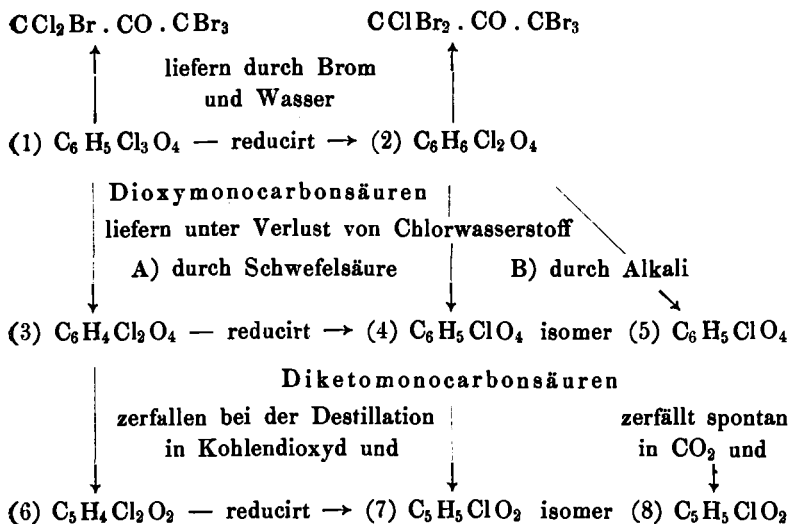 CCl₂Br . CO . CBr₃ CClBr₂ . CO . CBr₃
liefern durch Brom
und Wasser
(1) C₆H₅Cl₃O₄ — reducirt → (2) C₆H₆Cl₂O₄
Dioxymonocarbonsäuren
liefern unter Verlust von Chlorwasserstoff
A) durch Schwefelsäure B) durch Alkali
(3) C₆H₄Cl₂O₄ — reducirt → (4) C₆H₅ClO₄ isomer (5) C₆H₅ClO₄
Diketomonocarbonsäuren
zerfallen bei der Destillation zerfällt spontan
in Kohlendioxyd und in CO₂ und
(6) C₅H₄Cl₂O₂ — reducirt → (7) C₅H₅ClO₂ isomer (8) C₅H₅ClO₂